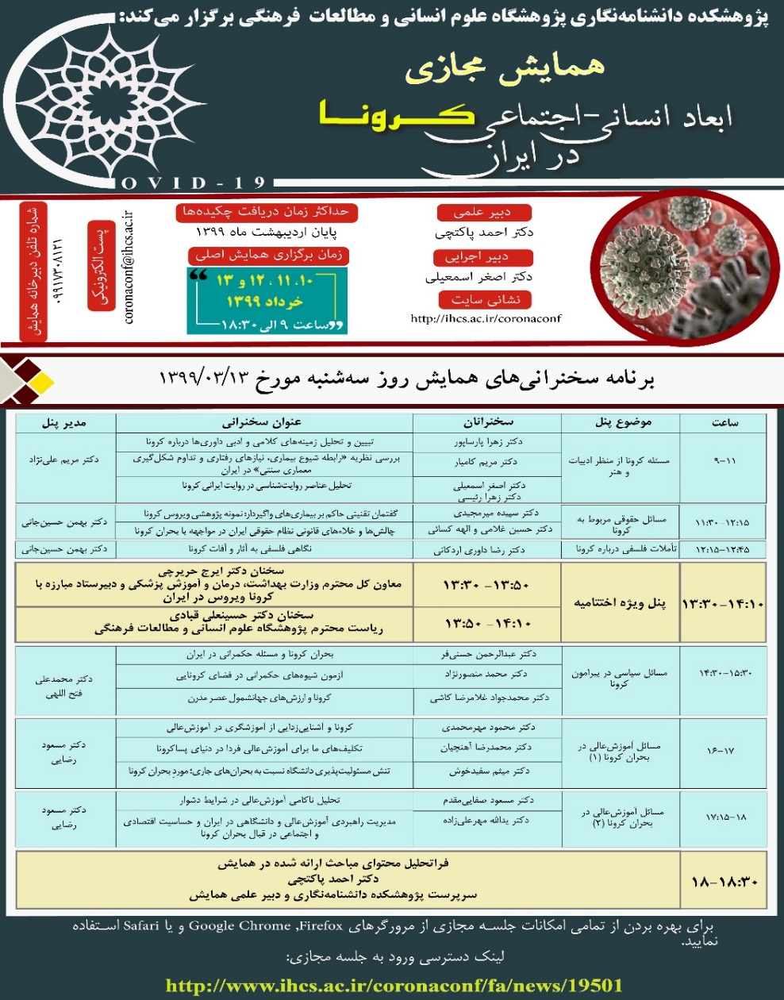 پژوهشکده دانشنامه‌نگاری پژوهشگاه علوم انسانی و مطالعات فرهنگی برگزار می‌کند:
همایش مجازی
ابعاد انسانی-اجتماعی کرونا
در ایران
OVID-19
دبیر علمی
دکتر احمد پاکتچی
دبیر اجرایی
دکتر اصغر اسمعیلی
نشانی سایت
http://ihcs.ac.ir/coronaconf
حداکثر زمان دریافت چکیده‌ها
پایان اردیبهشت ماه ۱۳۹۹
زمان برگزاری همایش اصلی
۱۰، ۱۱، ۱۲ و ۱۳
خرداد ۱۳۹۹
ساعت ۹ الی ۱۸:۳۰
پست الکترونیکی
coronaconf@ihcs.ac.ir
شماره تلفن دبیرخانه همایش
۰۹۹۱۷۳۰۸۱۲۱
برنامه سخنرانی‌های همایش روز سه‌شنبه مورخ ۱۳۹۹/۰۳/۱۳
ساعت موضوع پنل سخنرانان عنوان سخنرانی مدیر پنل
۹-۱۱
مسئله کرونا از منظر ادبیات
و هنر
دکتر زهرا پارساپور
تبیین و تحلیل زمینه‌های کلامی و ادبی داوری‌ها درباره کرونا
دکتر مریم کامیار
بررسی نظریه «رابطه شیوع بیماری، نیازهای رفتاری و تداوم شکل‌گیری
معماری سنتی» در ایران
دکتر اصغر اسمعیلی
دکتر زهرا رئیسی
تحلیل عناصر روایت‌شناسی در روایت ایرانی کرونا
دکتر مریم علی‌نژاد
۱۱:۳۰-۱۲:۱۵
مسائل حقوقی مربوط به
کرونا
دکتر سپیده میرمجیدی
گفتمان تقنینی حاکم بر بیماری‌های واگیردار: نمونه پژوهشی ویروس کرونا
دکتر حسین غلامی و الهه کسائی
چالش‌ها و خلاءهای قانونی نظام حقوقی ایران در مواجهه با بحران کرونا
دکتر بهمن حسین‌جانی
۱۲:۱۵-۱۲:۴۵
تأملات فلسفی درباره کرونا
دکتر رضا داوری اردکانی
نگاهی فلسفی به آثار و آفات کرونا
دکتر بهمن حسین‌جانی
۱۳:۳۰-۱۴:۱۰
پنل ویژه اختتامیه
۱۳:۳۰ -۱۳:۵۰
سخنان دکتر ایرج حریرچی
معاون کل محترم وزارت بهداشت، درمان و آموزش پزشکی و دبیرستاد مبارزه با
کرونا ویروس در ایران
۱۳:۵۰ -۱۴:۱۰
سخنان دکتر حسینعلی قبادی
ریاست محترم پژوهشگاه علوم انسانی و مطالعات فرهنگی
۱۴:۳۰-۱۵:۳۰
مسائل سیاسی در پیرامون
کرونا
دکتر عبدالرحمن حسنی‌فر
بحران کرونا و مسئله حکمرانی در ایران
دکتر محمد منصورنژاد
آزمون شیوه‌های حکمرانی در فضای کرونایی
دکتر محمدجواد غلامرضا کاشی
کرونا و ارزش‌های جهانشمول عصر مدرن
دکتر محمدعلی
فتح اللهی
۱۶-۱۷
مسائل آموزش‌عالی در
بحران کرونا (۱)
دکتر محمود مهرمحمدی
کرونا و آشنایی‌زدایی از آموزشگری در آموزش‌عالی
دکتر محمدرضا آهنچیان
تکلیف‌های ما برای آموزش‌عالی فردا در دنیای پساکرونا
دکتر میثم سفیدخوش
تنش مسئولیت‌پذیری دانشگاه نسبت به بحران‌های جاری؛ مورد بحران کرونا
دکتر مسعود
رضایی
۱۷:۱۵-۱۸
مسائل آموزش‌عالی در
بحران کرونا (۲)
دکتر مسعود صفایی‌مقدم
تحلیل ناکامی آموزش‌عالی در شرایط دشوار
دکتر یدالله مهرعلی‌زاده
مدیریت راهبردی آموزش‌عالی و دانشگاهی در ایران و حساسیت اقتصادی
و اجتماعی در قبال بحران کرونا
دکتر مسعود
رضایی
۱۸-۱۸:۳۰
فراتحلیل محتوای مباحث ارائه شده در همایش
دکتر احمد پاکتچی
سرپرست پژوهشکده دانشنامه‌نگاری و دبیر علمی همایش
برای بهره بردن از تمامی امکانات جلسه مجازی از مرورگرهای Google Chrome ,Firefox و یا Safari استفاده
نمایید.
لینک دسترسی ورود به جلسه مجازی:
http://www.ihcs.ac.ir/coronaconf/fa/news/19501